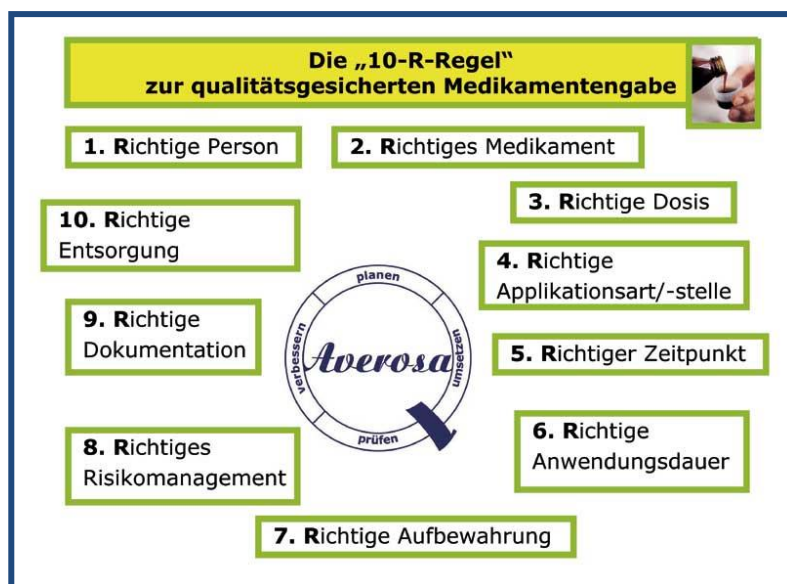 Die „10-R-Regel“
zur qualitätsgesicherten Medikamentengabe
1. Richtige Person
2. Richtiges Medikament
3. Richtige Dosis
4. Richtige
Applikationsart/-stelle
5. Richtiger Zeitpunkt
6. Richtige
Anwendungsdauer
7. Richtige Aufbewahrung
8. Richtiges
Risikomanagement
9. Richtige
Dokumentation
10. Richtige
Entsorgung
planen
umsetzen
prüfen
verbessern
Averosa